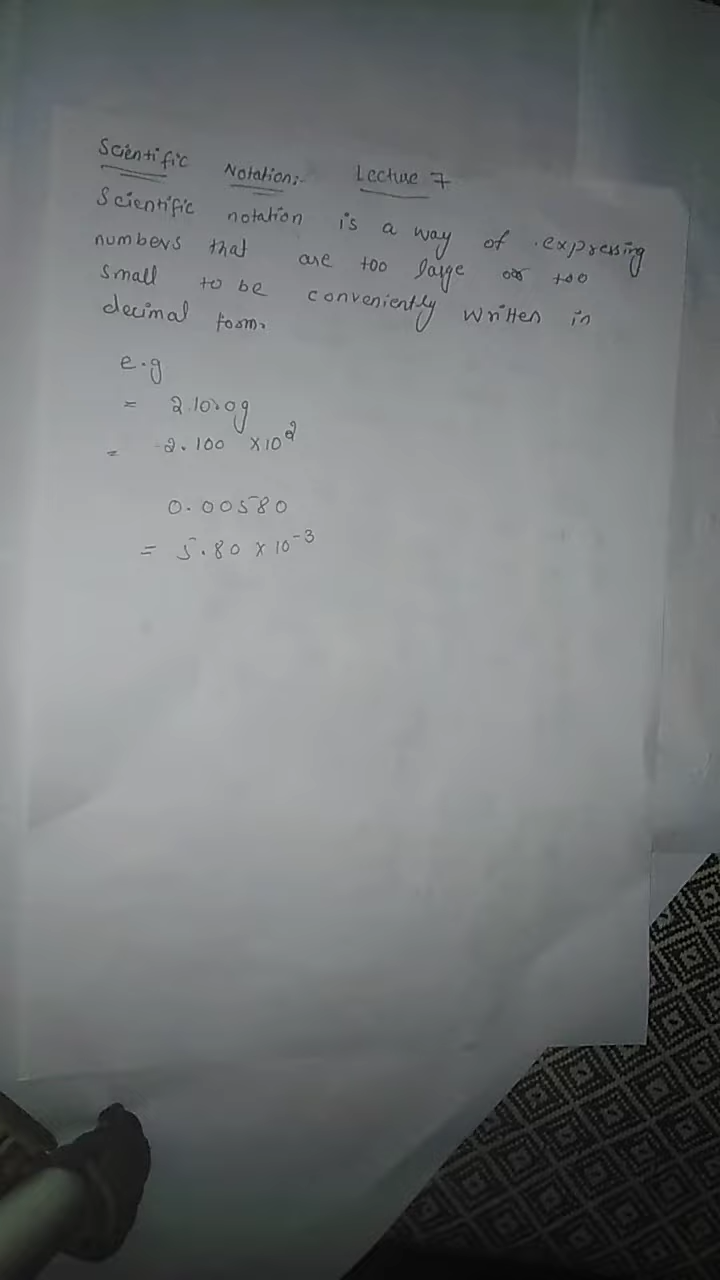 Scientific Notation:- Lecture 7
Scientific notation is a way of expressing
numbers that are too large or too
small to be conveniently written in
decimal form.
e.g
= 210.0g
= 2.100 ×10²
0.00580
= 5.80 × 10⁻³